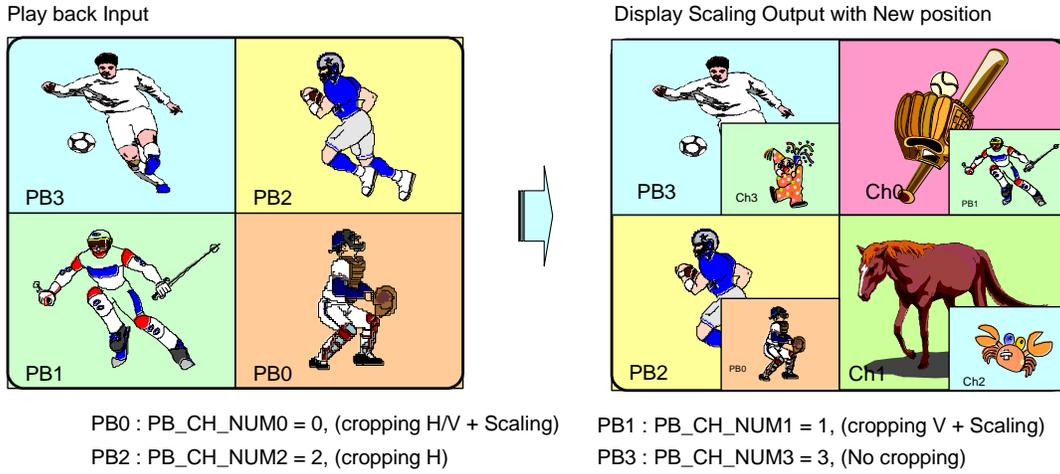 Play back Input
Display Scaling Output with New position
PB3
PB2
PB1
PB0
PB3
Ch3
Ch0
PB1
PB2
PB0
Ch1
Ch2
PB0 : PB_CH_NUM0 = 0, (cropping H/V + Scaling)
PB1 : PB_CH_NUM1 = 1, (cropping V + Scaling)
PB2 : PB_CH_NUM2 = 2, (cropping H)
PB3 : PB_CH_NUM3 = 3, (No cropping)